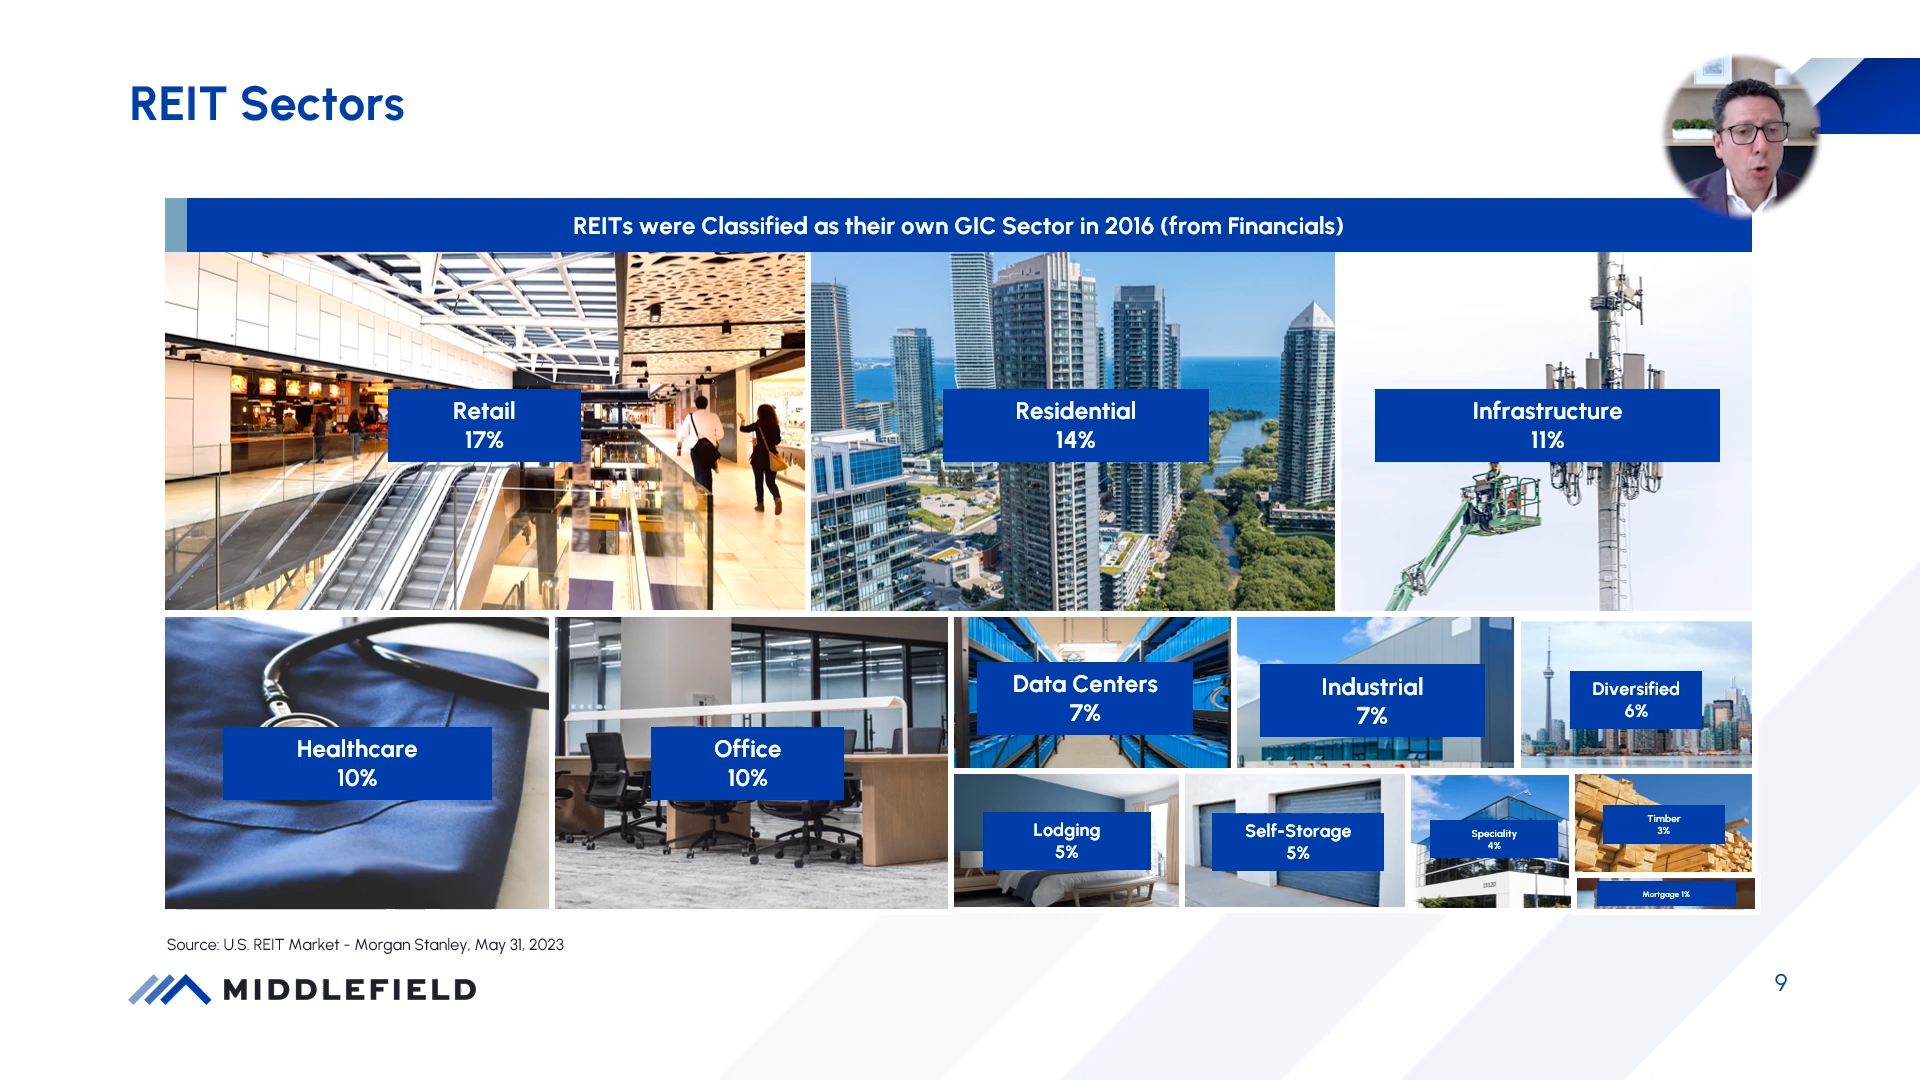 REIT Sectors
REITs were Classified as their own GIC Sector in 2016 (from Financials)
Retail
17%
Residential
14%
Infrastructure
11%
Healthcare
10%
Office
10%
Data Centers
7%
Industrial
7%
Diversified
6%
Lodging
5%
Self-Storage
5%
Speciality
4%
Timber
3%
Mortgage 1%
Source: U.S. REIT Market - Morgan Stanley, May 31, 2023
MIDDLEFIELD
9